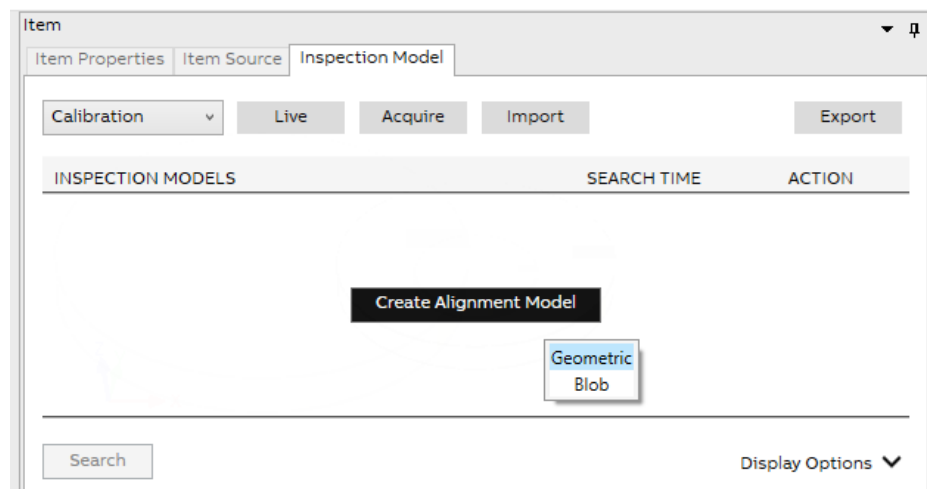 Item
Item Properties Item Source Inspection Model
Calibration Live Acquire Import Export
INSPECTION MODELS SEARCH TIME ACTION
Create Alignment Model
Geometric
Blob
Search Display Options